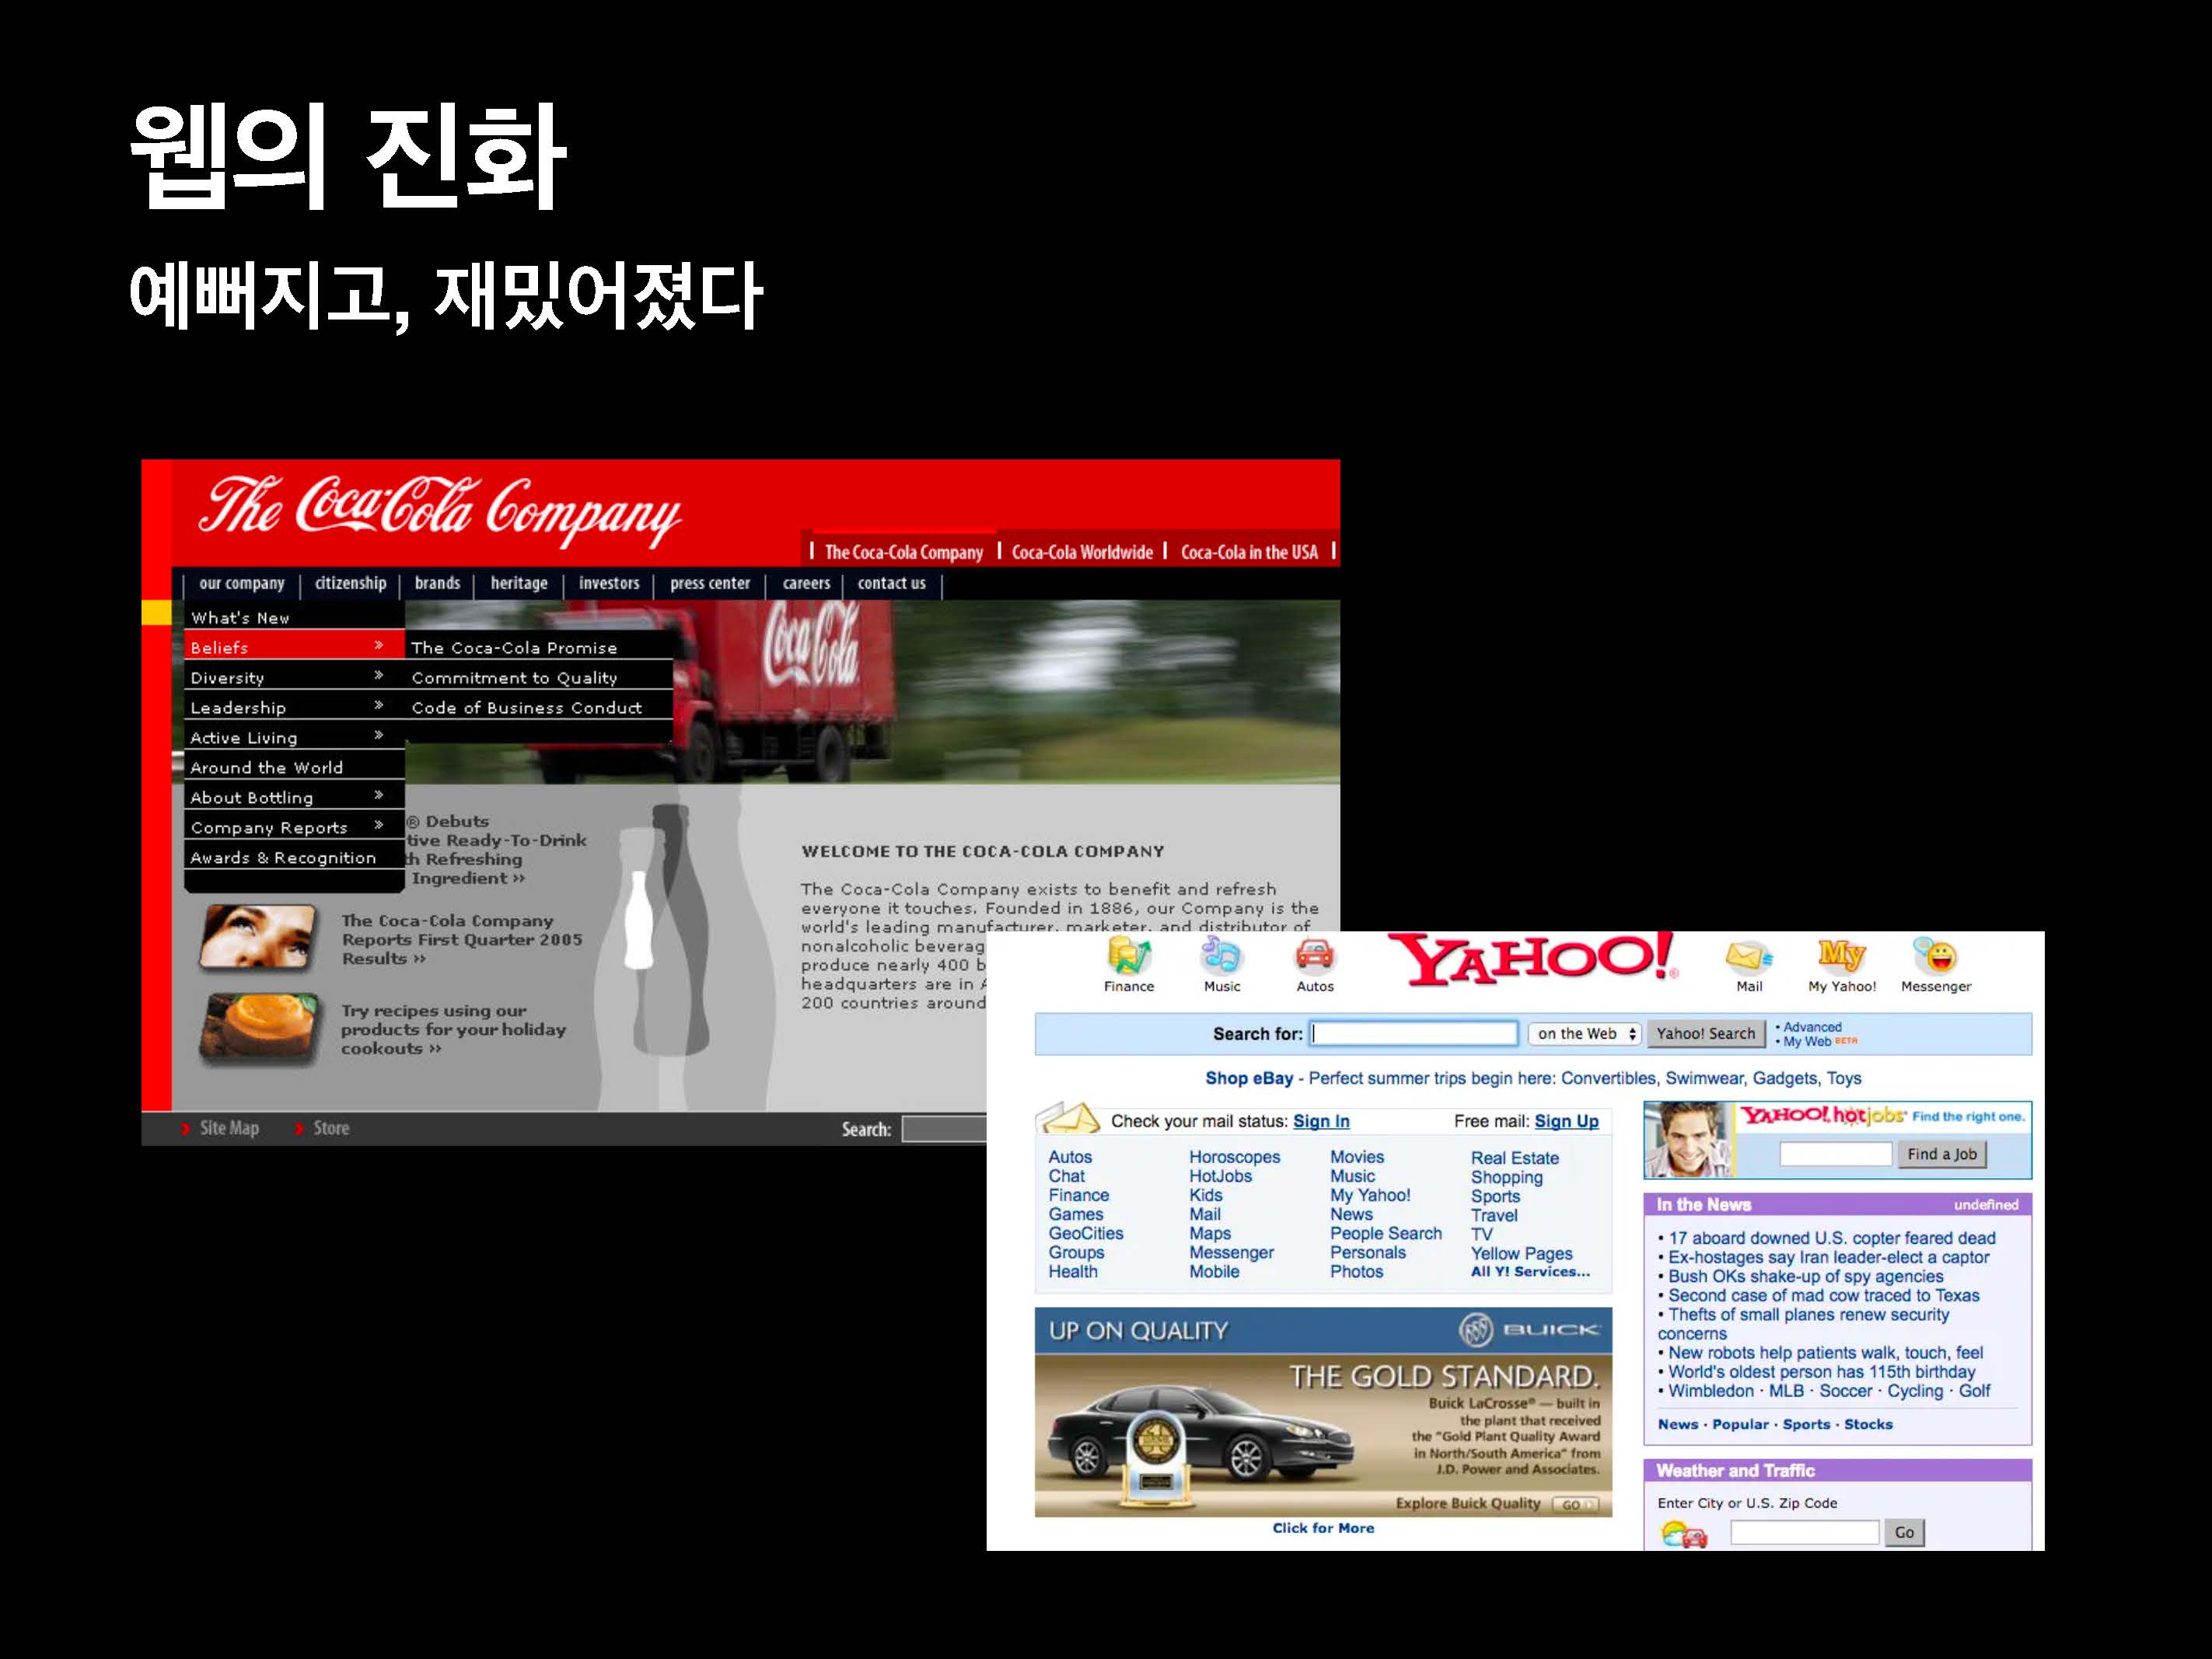 웹의 진화
예뻐지고, 재밌어졌다
The Coca-Cola Company
The Coca-Cola Company | Coca-Cola Worldwide | Coca-Cola in the USA
our company | citizenship | brands | heritage | investors | press center | careers | contact us
What's New
Beliefs »
Diversity »
Leadership »
Active Living »
Around the World
About Bottling »
Company Reports »
Awards & Recognition
The Coca-Cola Promise
Commitment to Quality
Code of Business Conduct
Coca-Cola
® Debuts
tive Ready-To-Drink
h Refreshing
Ingredient »
The Coca-Cola Company
Reports First Quarter 2005
Results »
Try recipes using our
products for your holiday
cookouts »
WELCOME TO THE COCA-COLA COMPANY
The Coca-Cola Company exists to benefit and refresh
everyone it touches. Founded in 1886, our Company is the
world's leading manufacturer, marketer, and distributor of
nonalcoholic beverag
produce nearly 400 b
headquarters are in
200 countries around
Site Map Store
Search:
Finance Music Autos
YAHOO!®
My
Mail My Yahoo! Messenger
Search for: on the Web Yahoo! Search
• Advanced
• My Web BETA
Shop eBay - Perfect summer trips begin here: Convertibles, Swimwear, Gadgets, Toys
Check your mail status: Sign In Free mail: Sign Up
Autos Horoscopes Movies Real Estate
Chat HotJobs Music Shopping
Finance Kids My Yahoo! Sports
Games Mail News Travel
GeoCities Maps People Search TV
Groups Messenger Personals Yellow Pages
Health Mobile Photos All Y! Services...
UP ON QUALITY BUICK
THE GOLD STANDARD.
Buick LaCrosse® — built in
the plant that received
the "Gold Plant Quality Award
in North/South America" from
J.D. Power and Associates.
Explore Buick Quality GO
Click for More
YAHOO! hotjobs Find the right one.
Find a Job
In the News undefined
• 17 aboard downed U.S. copter feared dead
• Ex-hostages say Iran leader-elect a captor
• Bush OKs shake-up of spy agencies
• Second case of mad cow traced to Texas
• Thefts of small planes renew security
concerns
• New robots help patients walk, touch, feel
• World's oldest person has 115th birthday
• Wimbledon · MLB · Soccer · Cycling · Golf
News · Popular · Sports · Stocks
Weather and Traffic
Enter City or U.S. Zip Code
Go